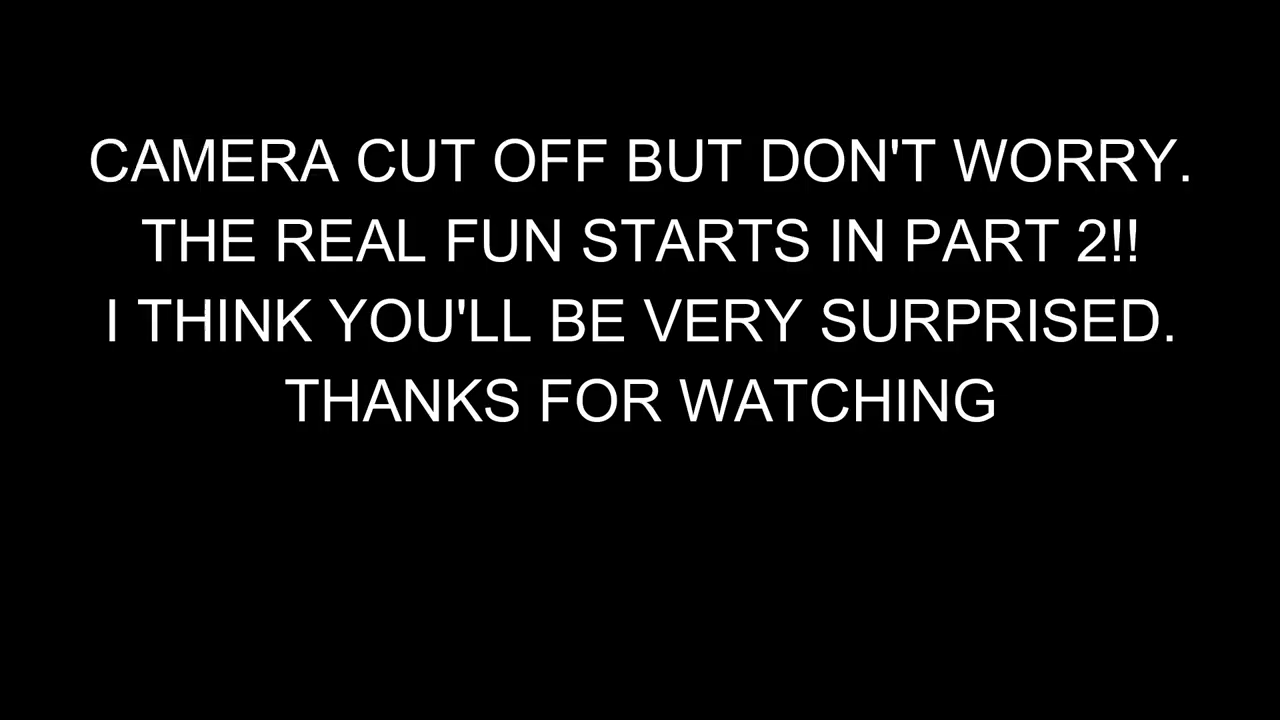 CAMERA CUT OFF BUT DON'T WORRY.
THE REAL FUN STARTS IN PART 2!!
I THINK YOU'LL BE VERY SURPRISED.
THANKS FOR WATCHING